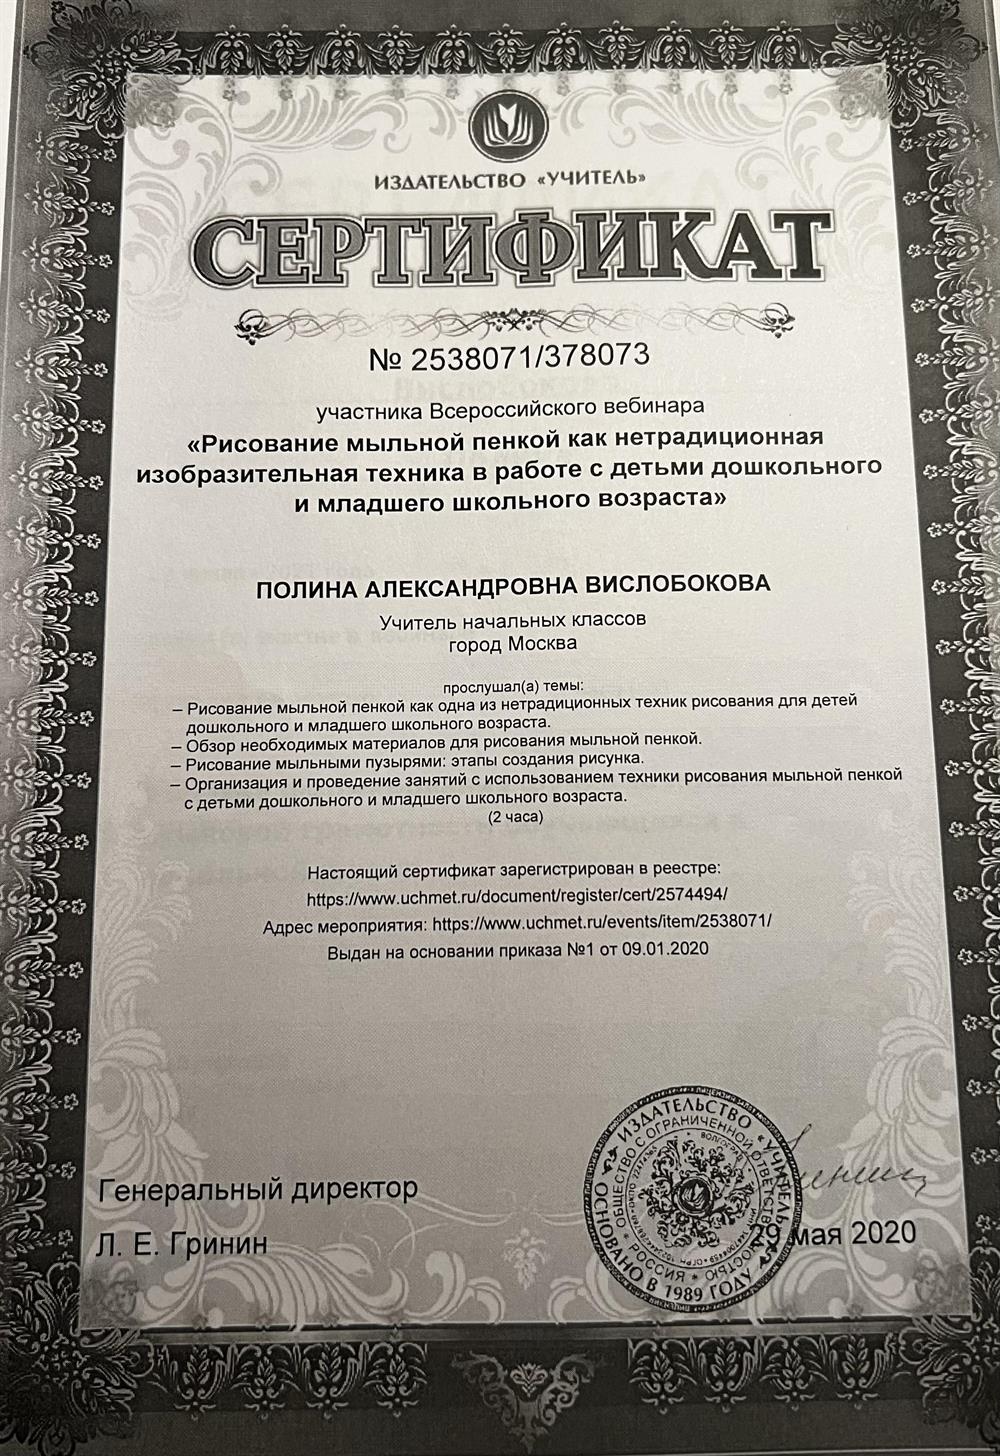 ИЗДАТЕЛЬСТВО «УЧИТЕЛЬ»
СЕРТИФИКАТ
№ 2538071/378073
участника Всероссийского вебинара
«Рисование мыльной пенкой как нетрадиционная
изобразительная техника в работе с детьми дошкольного
и младшего школьного возраста»
ПОЛИНА АЛЕКСАНДРОВНА ВИСЛОБОКОВА
Учитель начальных классов
город Москва
прослушал(а) темы:
– Рисование мыльной пенкой как одна из нетрадиционных техник рисования для детей
дошкольного и младшего школьного возраста.
– Обзор необходимых материалов для рисования мыльной пенкой.
– Рисование мыльными пузырями: этапы создания рисунка.
– Организация и проведение занятий с использованием техники рисования мыльной пенкой
с детьми дошкольного и младшего школьного возраста.
(2 часа)
Настоящий сертификат зарегистрирован в реестре:
https://www.uchmet.ru/document/register/cert/2574494/
Адрес мероприятия: https://www.uchmet.ru/events/item/2538071/
Выдан на основании приказа №1 от 09.01.2020
Генеральный директор
Л. Е. Гринин
29 мая 2020
ИЗДАТЕЛЬСТВО «УЧИТЕЛЬ»
ОСНОВАНО В 1989 ГОДУ
ОБЩЕСТВО С ОГРАНИЧЕННОЙ ОТВЕТСТВЕННОСТЬЮ
РОССИЯ
ВОЛГОГРАД